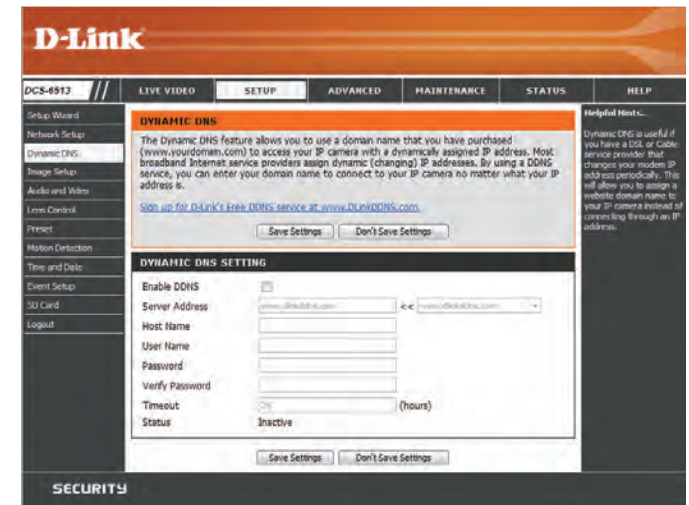 D-Link
DCS-6513 // LIVE VIDEO SETUP ADVANCED MAINTENANCE STATUS HELP
Setup Wizard
Network Setup
Dynamic DNS
Image Setup
Audio and Video
Lens Control
Preset
Motion Detection
Time and Date
Event Setup
SD Card
Logout
DYNAMIC DNS
The Dynamic DNS feature allows you to use a domain name that you have purchased
(www.yourdomain.com) to access your IP camera with a dynamically assigned IP address. Most
broadband Internet service providers assign dynamic (changing) IP addresses. By using a DDNS
service, you can enter your domain name to connect to your IP camera no matter what your IP
address is.
Sign up for D-Link's Free DDNS service at www.DLinkDDNS.com.
Save Settings Don't Save Settings
DYNAMIC DNS SETTING
Enable DDNS
Server Address www.dlinkddns.com << www.dlinkddns.com
Host Name
User Name
Password
Verify Password
Timeout 24 (hours)
Status Inactive
Save Settings Don't Save Settings
Helpful Hints..
Dynamic DNS is useful if
you have a DSL or Cable
service provider that
changes your modem IP
address periodically. This
will allow you to assign a
website domain name to
your IP camera instead of
connecting through an IP
address.
SECURITY